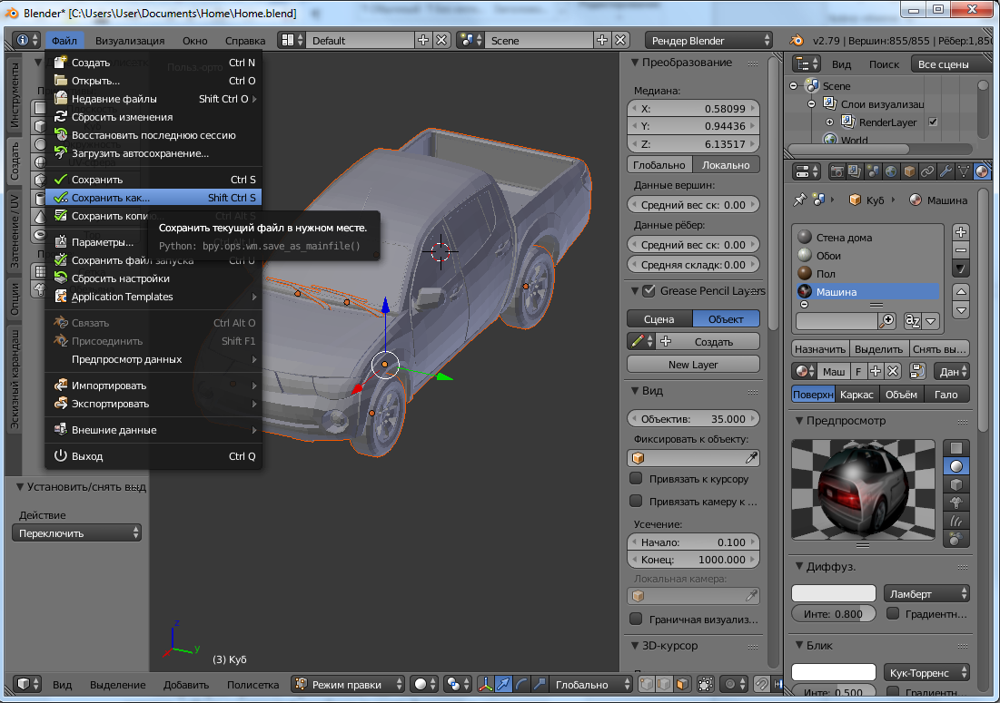 Blender* [C:\Users\User\Documents\Home\Home.blend]
Файл Визуализация Окно Справка Default Scene Рендер Blender v2.79 | Вершин:855/855 | Рёбер:1,85
Создать Ctrl N
Открыть... Ctrl O
Недавние файлы Shift Ctrl O
Сбросить изменения
Восстановить последнюю сессию
Загрузить автосохранение...
Сохранить Ctrl S
Сохранить как... Shift Ctrl S
Сохранить копи Ctrl Alt S
Сохранить текущий файл в нужном месте.
Python: bpy.ops.wm.save_as_mainfile()
Параметры...
Сохранить файл запуска Ctrl U
Сбросить настройки
Application Templates
Связать Ctrl Alt O
Присоединить Shift F1
Предпросмотр данных
Импортировать
Экспортировать
Внешние данные
Выход Ctrl Q
Инструменты
Создать
Затенение / UV
Опции
Эскизный карандаш
Польз.-орто
Установить/снять выд
Действие
Переключить
(3) Куб
Вид Выделение Добавить Полисетка Режим правки Глобально
Преобразование
Медиана:
X: 0.58099
Y: 0.94436
Z: 6.13517
Глобально Локально
Данные вершин:
Средний вес ск: 0.00
Данные рёбер:
Средний вес ск: 0.00
Средняя складк: 0.00
Grease Pencil Layers
Сцена Объект
Создать
New Layer
Вид
Объектив: 35.000
Фиксировать к объекту:
Привязать к курсору
Привязать камеру к ...
Усечение:
Начало: 0.100
Конец: 1000.000
Локальная камера:
Граничная визуализ...
3D-курсор
Вид Поиск Все сцены
Scene
Слои визуализац
RenderLayer
World
Куб Машина
Стена дома
Обои
Пол
Машина
Назначить Выделить Снять вы...
Маш F Дан
Поверхн Каркас Объём Гало
Предпросмотр
Диффуз.
Ламберт
Инте: 0.800 Градиентн...
Блик
Кук-Торренс
Инте: 0.500 Градиентн...